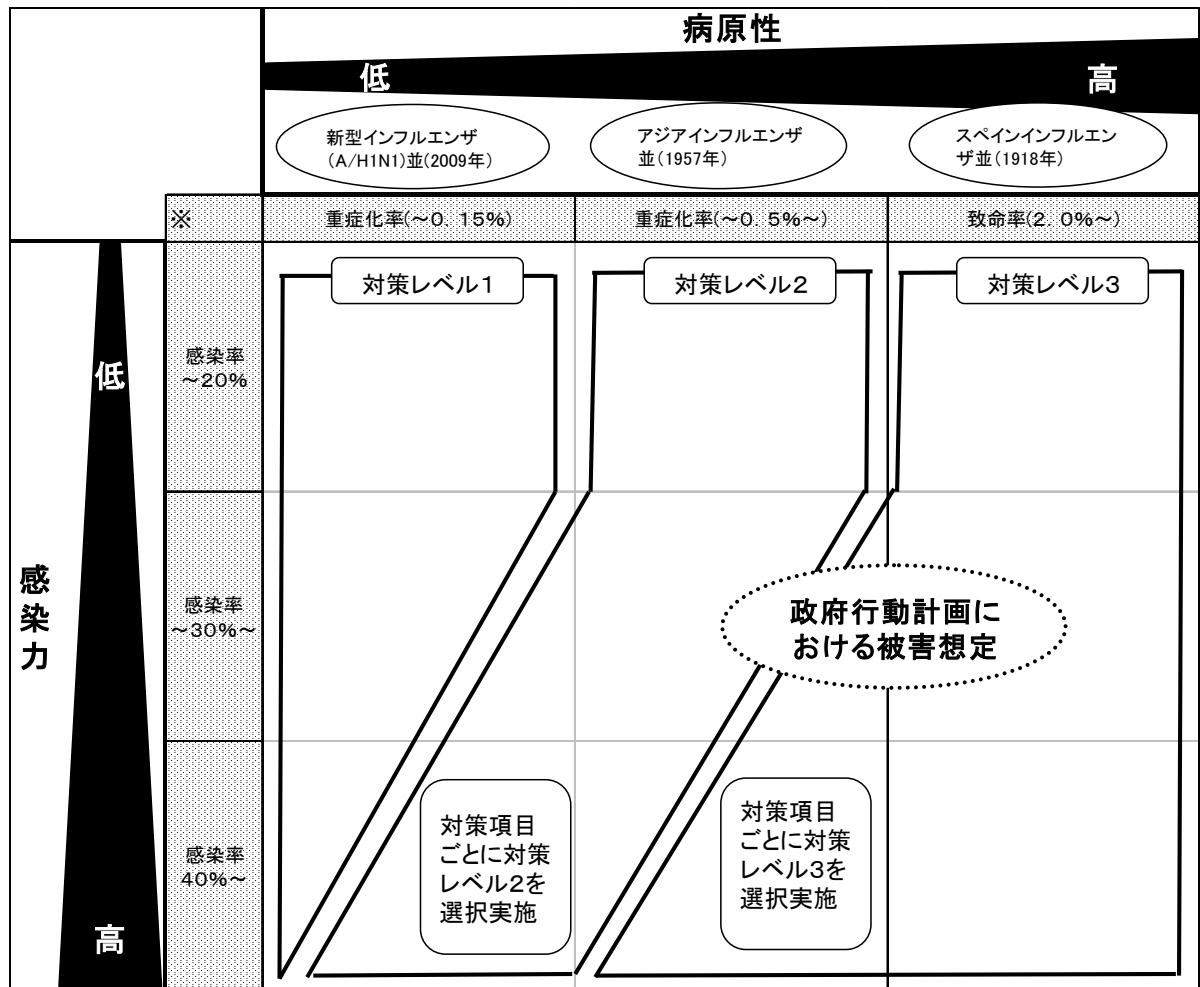 病原性
低
高
新型インフルエンザ
(A/H1N1)並(2009年)
アジアインフルエンザ
並(1957年)
スペインインフルエン
ザ並(1918年)
※
重症化率(～0．15%)
重症化率(～0．5%～)
致命率(2．0%～)
対策レベル1
対策レベル2
対策レベル3
感染力
低
高
感染率
～20%
感染率
～30%～
感染率
40%～
政府行動計画に
おける被害想定
対策項目
ごとに対策
レベル2を
選択実施
対策項目
ごとに対策
レベル3を
選択実施